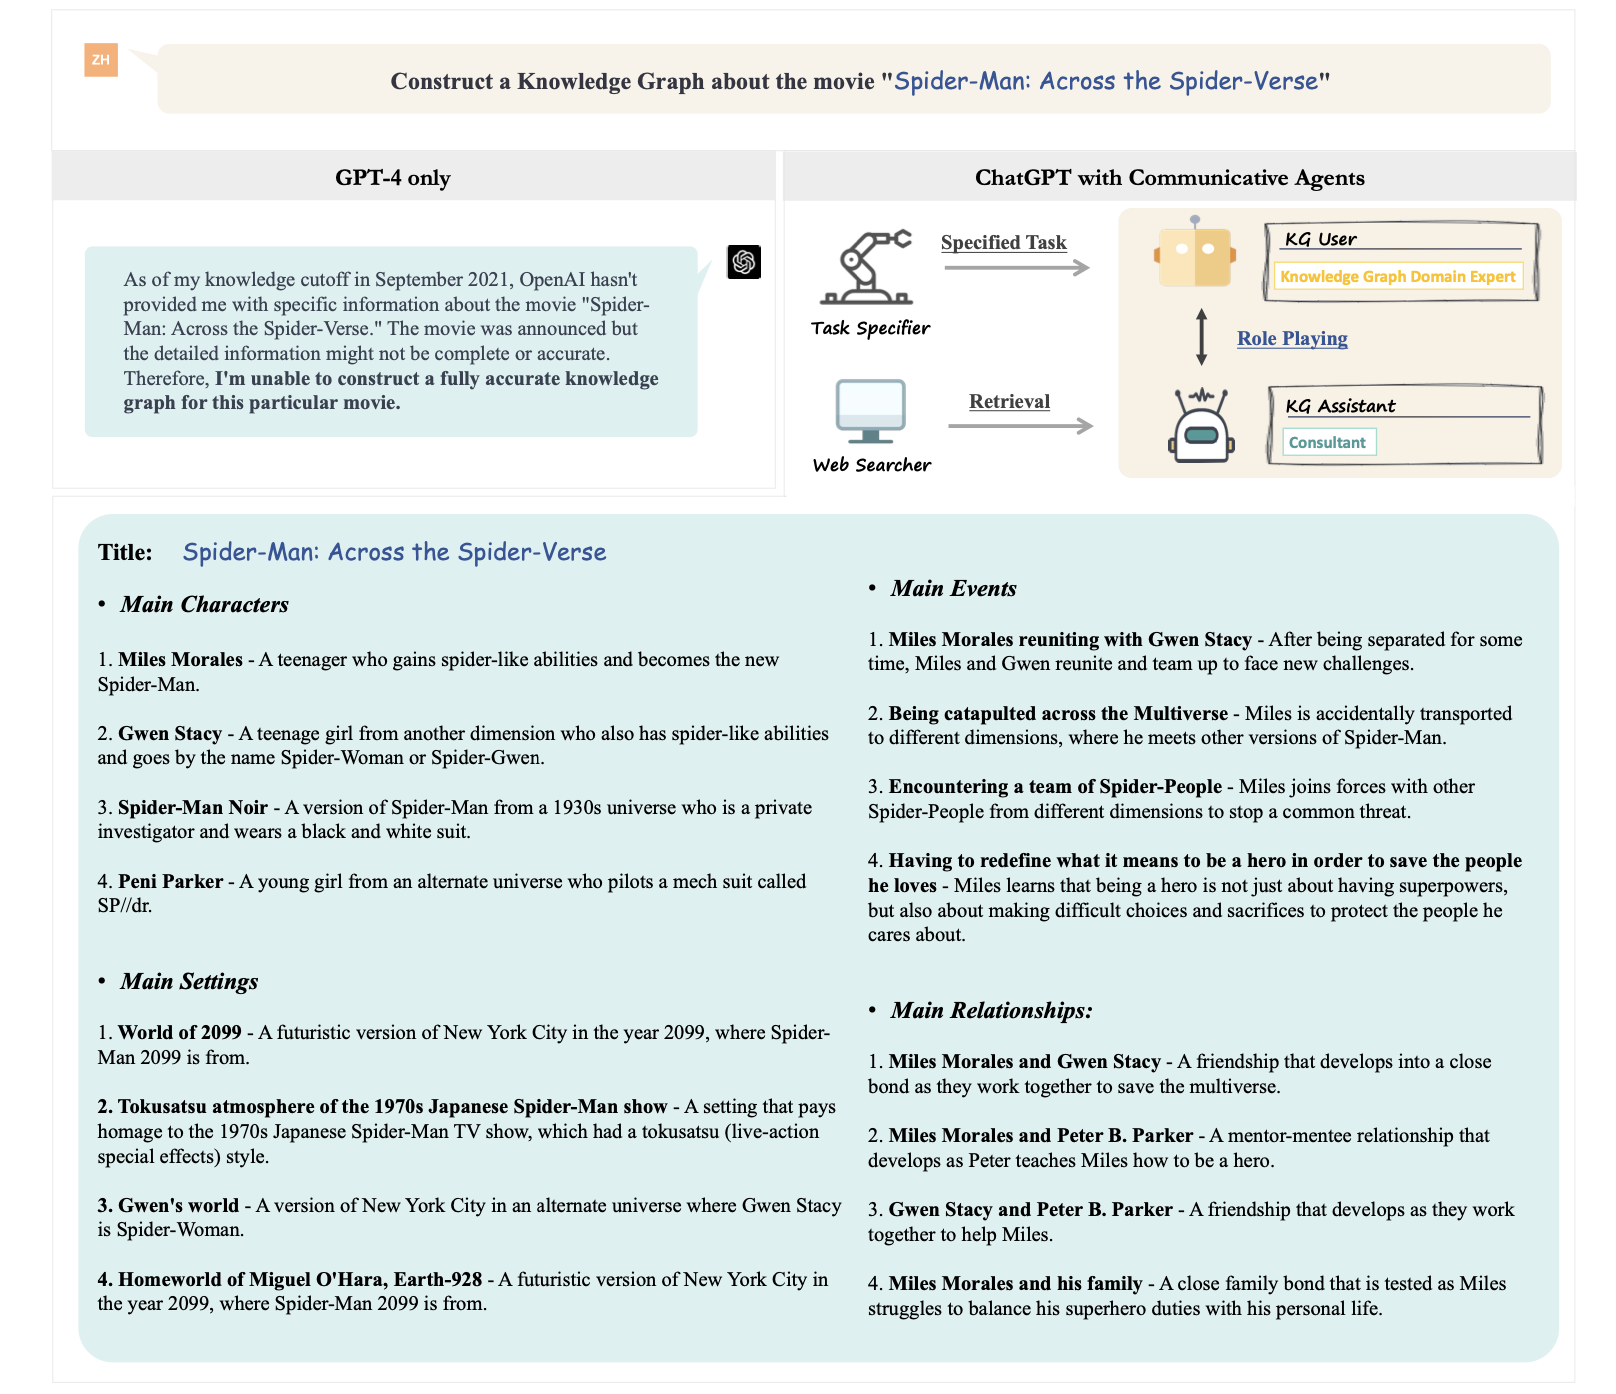 ZH
Construct a Knowledge Graph about the movie "Spider-Man: Across the Spider-Verse"
GPT-4 only
As of my knowledge cutoff in September 2021, OpenAI hasn't
provided me with specific information about the movie "Spider-
Man: Across the Spider-Verse." The movie was announced but
the detailed information might not be complete or accurate.
Therefore, I'm unable to construct a fully accurate knowledge
graph for this particular movie.
ChatGPT with Communicative Agents
Specified Task
Task Specifier
Retrieval
Web Searcher
KG User
Knowledge Graph Domain Expert
Role Playing
KG Assistant
Consultant
Title: Spider-Man: Across the Spider-Verse
• Main Characters
1. Miles Morales - A teenager who gains spider-like abilities and becomes the new
Spider-Man.
2. Gwen Stacy - A teenage girl from another dimension who also has spider-like abilities
and goes by the name Spider-Woman or Spider-Gwen.
3. Spider-Man Noir - A version of Spider-Man from a 1930s universe who is a private
investigator and wears a black and white suit.
4. Peni Parker - A young girl from an alternate universe who pilots a mech suit called
SP//dr.
• Main Settings
1. World of 2099 - A futuristic version of New York City in the year 2099, where Spider-
Man 2099 is from.
2. Tokusatsu atmosphere of the 1970s Japanese Spider-Man show - A setting that pays
homage to the 1970s Japanese Spider-Man TV show, which had a tokusatsu (live-action
special effects) style.
3. Gwen's world - A version of New York City in an alternate universe where Gwen Stacy
is Spider-Woman.
4. Homeworld of Miguel O'Hara, Earth-928 - A futuristic version of New York City in
the year 2099, where Spider-Man 2099 is from.
• Main Events
1. Miles Morales reuniting with Gwen Stacy - After being separated for some
time, Miles and Gwen reunite and team up to face new challenges.
2. Being catapulted across the Multiverse - Miles is accidentally transported
to different dimensions, where he meets other versions of Spider-Man.
3. Encountering a team of Spider-People - Miles joins forces with other
Spider-People from different dimensions to stop a common threat.
4. Having to redefine what it means to be a hero in order to save the people
he loves - Miles learns that being a hero is not just about having superpowers,
but also about making difficult choices and sacrifices to protect the people he
cares about.
• Main Relationships:
1. Miles Morales and Gwen Stacy - A friendship that develops into a close
bond as they work together to save the multiverse.
2. Miles Morales and Peter B. Parker - A mentor-mentee relationship that
develops as Peter teaches Miles how to be a hero.
3. Gwen Stacy and Peter B. Parker - A friendship that develops as they work
together to help Miles.
4. Miles Morales and his family - A close family bond that is tested as Miles
struggles to balance his superhero duties with his personal life.